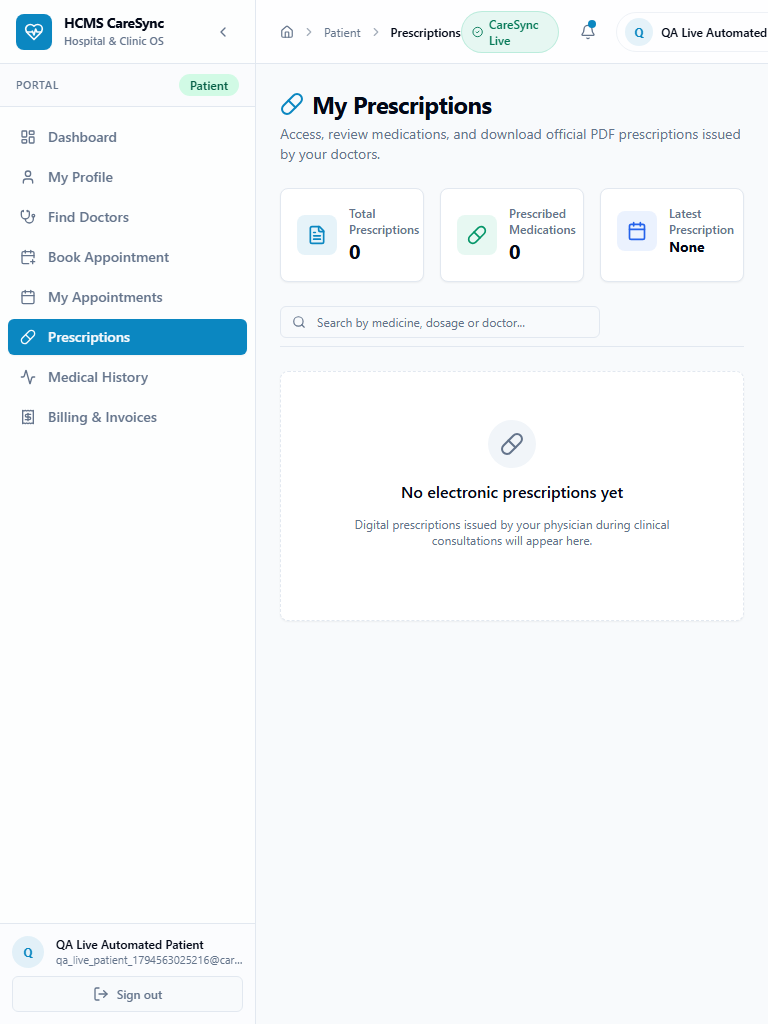 HCMS CareSync
Hospital & Clinic OS
PORTAL
Patient
Dashboard
My Profile
Find Doctors
Book Appointment
My Appointments
Prescriptions
Medical History
Billing & Invoices
Q
QA Live Automated Patient
qa_live_patient_1794563025216@car...
Sign out
Patient
Prescriptions
CareSync
Live
Q
QA Live Automated
My Prescriptions
Access, review medications, and download official PDF prescriptions issued
by your doctors.
Total
Prescriptions
0
Prescribed
Medications
0
Latest
Prescription
None
Search by medicine, dosage or doctor...
No electronic prescriptions yet
Digital prescriptions issued by your physician during clinical
consultations will appear here.